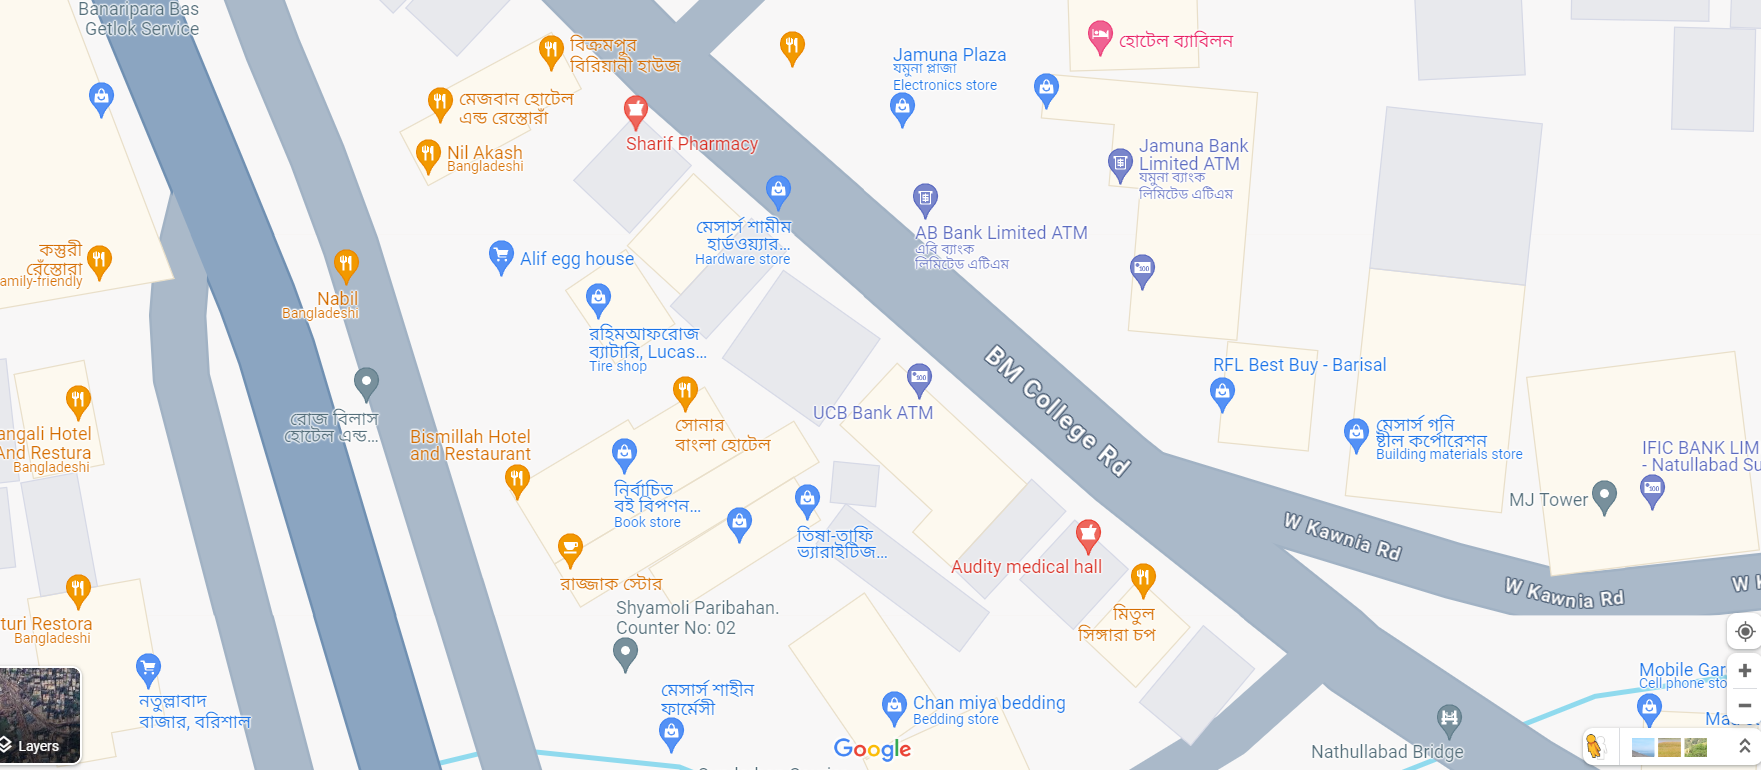 Banaripara Bas
Getlok Service
বিক্রমপুর
বিরিয়ানী হাউজ
মেজবান হোটেল
এন্ড রেস্তোরাঁ
Nil Akash
Bangladeshi
Sharif Pharmacy
Jamuna Plaza
যমুনা প্লাজা
Electronics store
হোটেল ব্যাবিলন
Jamuna Bank
Limited ATM
যমুনা ব্যাংক
লিমিটেড এটিএম
মেসার্স শামীম
হার্ডওয়্যার...
Hardware store
AB Bank Limited ATM
এবি ব্যাংক
লিমিটেড এটিএম
কস্তুরী
রেঁস্তোরা
amily-friendly
Alif egg house
Nabil
Bangladeshi
রহিমআফরোজ
ব্যাটারি, Lucas...
Tire shop
BM College Rd
RFL Best Buy - Barisal
UCB Bank ATM
রোজ বিলাস
হোটেল এন্ড...
angali Hotel
And Restura
Bangladeshi
Bismillah Hotel
and Restaurant
সোনার
বাংলা হোটেল
মেসার্স গনি
ষ্টীল কর্পোরেশন
Building materials store
IFIC BANK LIM
- Natullabad Su
MJ Tower
নির্বাচিত
বই বিপণন...
Book store
তিষা-তাফি
ভ্যারাইটিজ...
W Kawnia Rd
W Kawnia Rd
W K
Audity medical hall
রাজ্জাক স্টোর
মিতুল
সিঙ্গারা চপ
Shyamoli Paribahan.
Counter No: 02
turi Restora
Bangladeshi
নতুল্লাবাদ
বাজার, বরিশাল
মেসার্স শাহীন
ফার্মেসী
Chan miya bedding
Bedding store
Mobile Gar
Cell phone sto
Nathullabad Bridge
Layers
Google